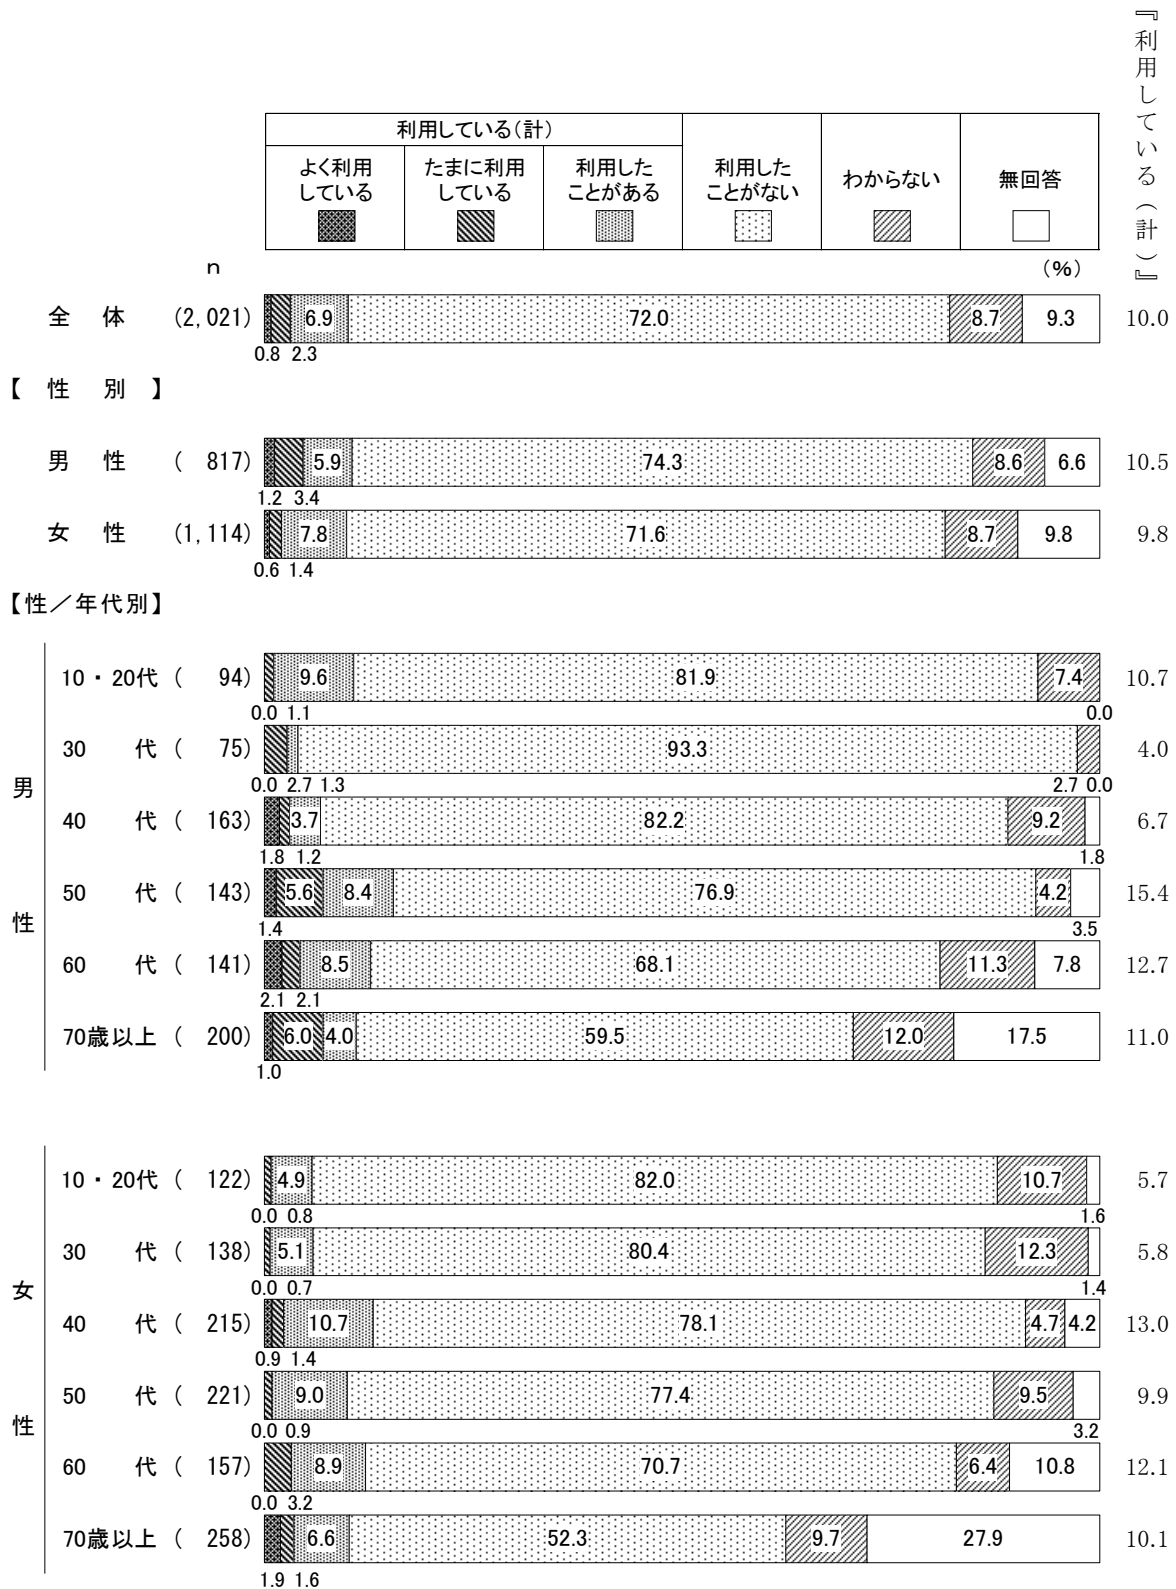 『利用している（計）』
利用している（計）
よく利用
している
たまに利用
している
利用した
ことがある
利用した
ことがない
わからない
無回答
n
（％）
全 体 (2,021) 6.9 72.0 8.7 9.3 10.0
0.8 2.3
【 性 別 】
男 性 ( 817) 5.9 74.3 8.6 6.6 10.5
1.2 3.4
女 性 (1,114) 7.8 71.6 8.7 9.8 9.8
0.6 1.4
【性／年代別】
男性
10・20代 ( 94) 9.6 81.9 7.4 10.7
0.0 1.1 0.0
30 代 ( 75) 93.3 4.0
0.0 2.7 1.3 2.7 0.0
40 代 ( 163) 3.7 82.2 9.2 6.7
1.8 1.2 1.8
50 代 ( 143) 5.6 8.4 76.9 4.2 15.4
1.4 3.5
60 代 ( 141) 8.5 68.1 11.3 7.8 12.7
2.1 2.1
70歳以上 ( 200) 6.0 4.0 59.5 12.0 17.5 11.0
1.0
女性
10・20代 ( 122) 4.9 82.0 10.7 5.7
0.0 0.8 1.6
30 代 ( 138) 5.1 80.4 12.3 5.8
0.0 0.7 1.4
40 代 ( 215) 10.7 78.1 4.7 4.2 13.0
0.9 1.4
50 代 ( 221) 9.0 77.4 9.5 9.9
0.0 0.9 3.2
60 代 ( 157) 8.9 70.7 6.4 10.8 12.1
0.0 3.2
70歳以上 ( 258) 6.6 52.3 9.7 27.9 10.1
1.9 1.6